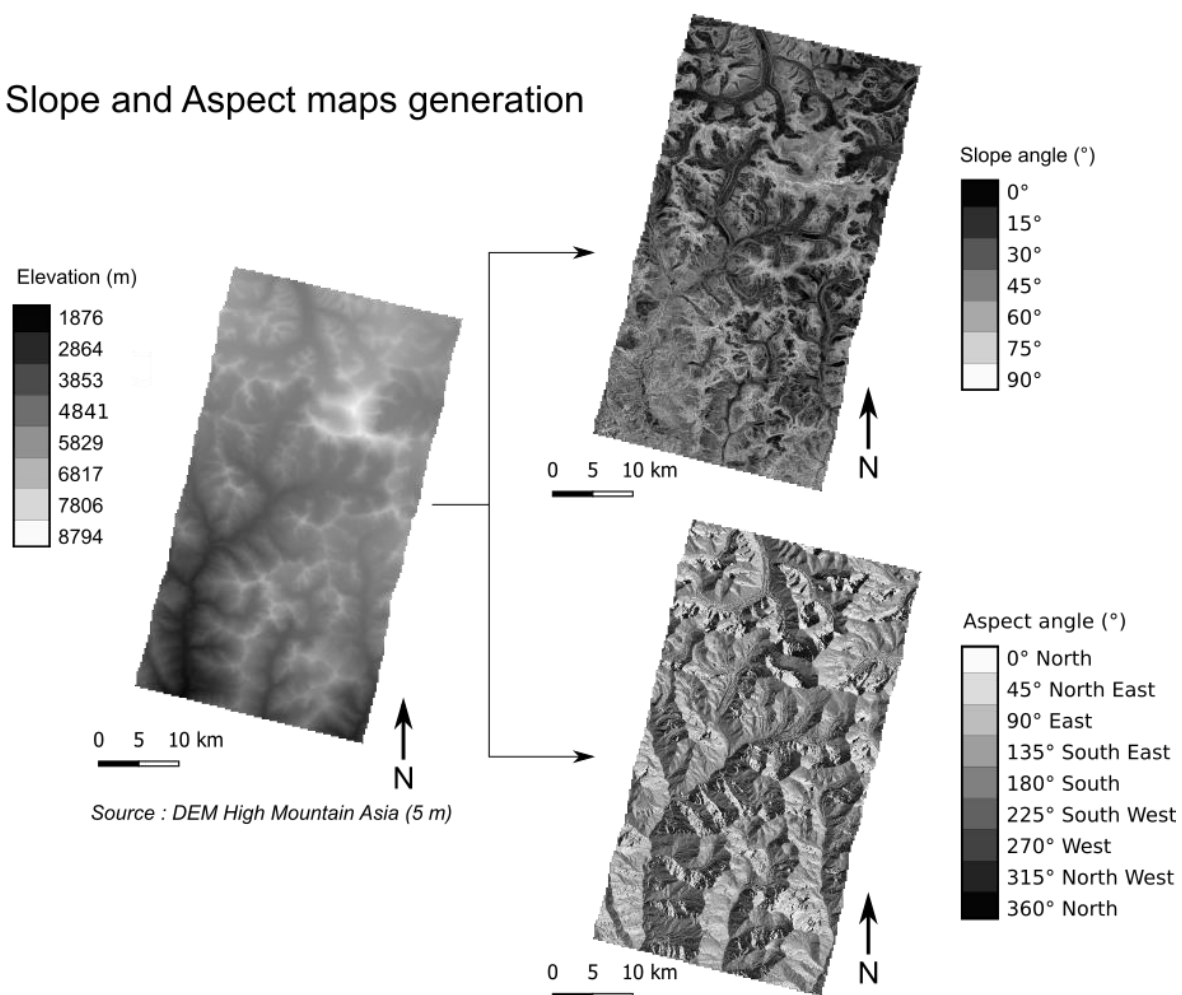 Slope and Aspect maps generation
Elevation (m)
1876
2864
3853
4841
5829
6817
7806
8794
0 5 10 km
N
Source : DEM High Mountain Asia (5 m)
Slope angle (°)
0°
15°
30°
45°
60°
75°
90°
0 5 10 km
N
Aspect angle (°)
0° North
45° North East
90° East
135° South East
180° South
225° South West
270° West
315° North West
360° North
0 5 10 km
N